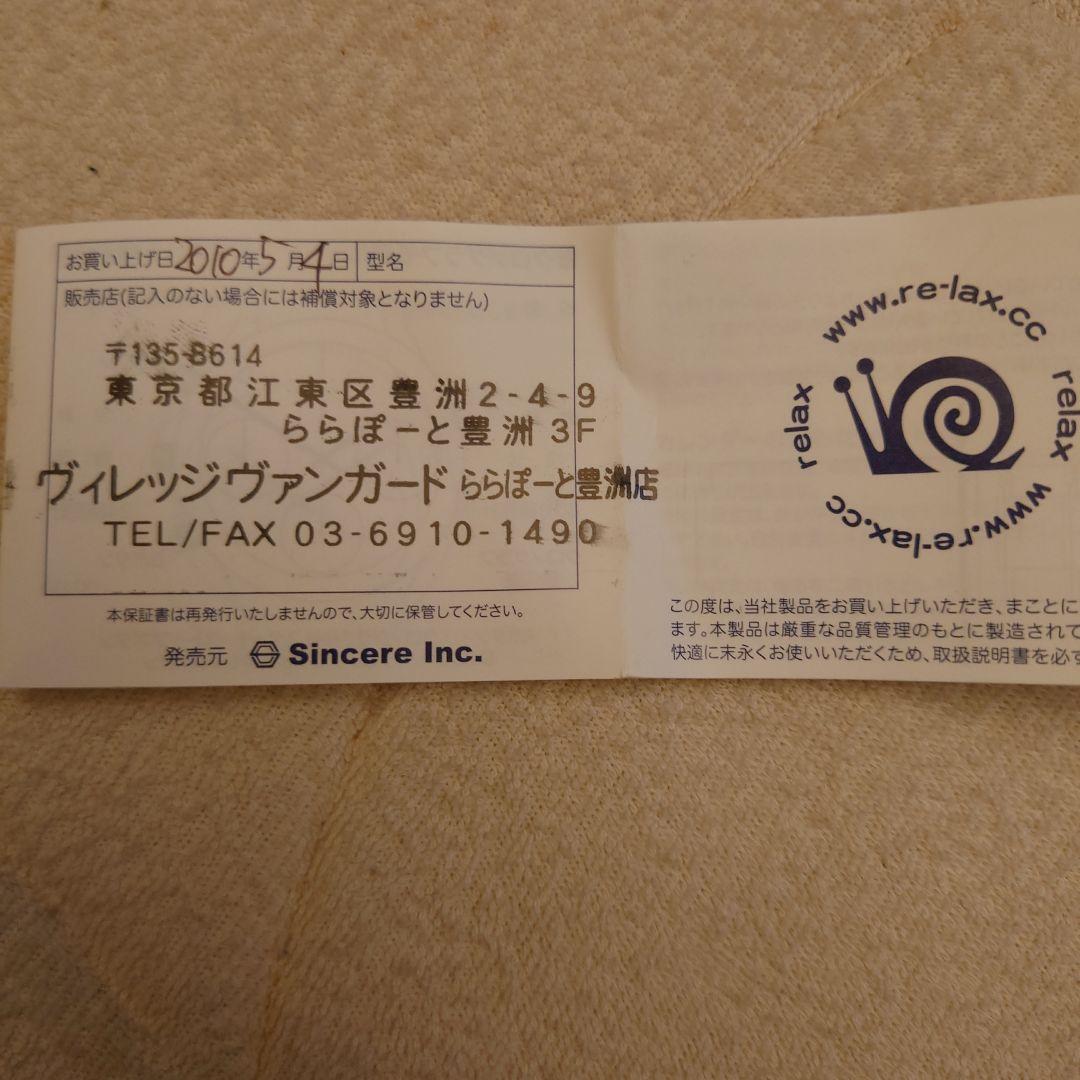 お買い上げ日2010年5月4日 型名
販売店(記入のない場合には補償対象となりません)
〒135-8614
東京都江東区豊洲2-4-9
ららぽーと豊洲3F
ヴィレッジヴァンガード ららぽーと豊洲店
TEL/FAX 03-6910-1490
本保証書は再発行いたしませんので、大切に保管してください。
発売元 Sincere Inc.
www.re-lax.cc
relax
relax
www.re-lax.cc
この度は、当社製品をお買い上げいただき、まことに
ます。本製品は厳重な品質管理のもとに製造されて
快適に末永くお使いいただくため、取扱説明書を必ず